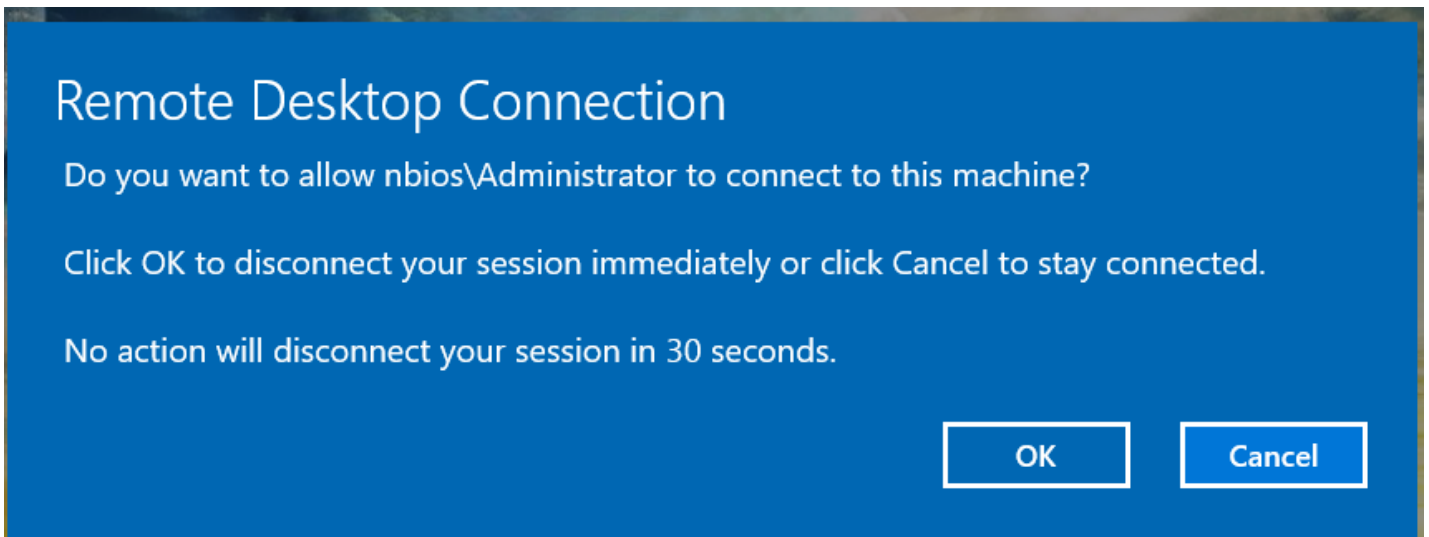 Remote Desktop Connection
Do you want to allow nbios\Administrator to connect to this machine?
Click OK to disconnect your session immediately or click Cancel to stay connected.
No action will disconnect your session in 30 seconds.
OK
Cancel